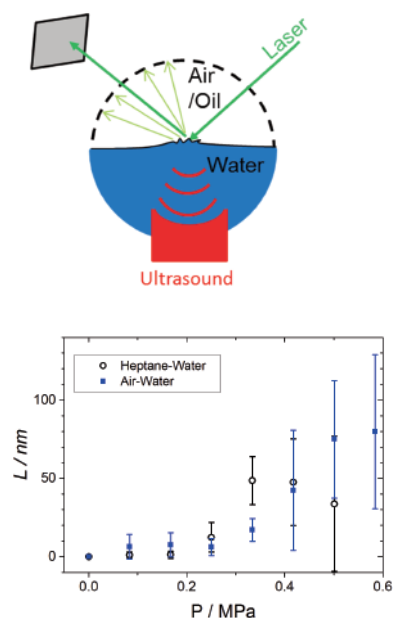 Laser
Air
/Oil
Water
Ultrasound
Heptane-Water
Air-Water
L / nm
100
50
0
0.0
0.2
0.4
0.6
P / MPa